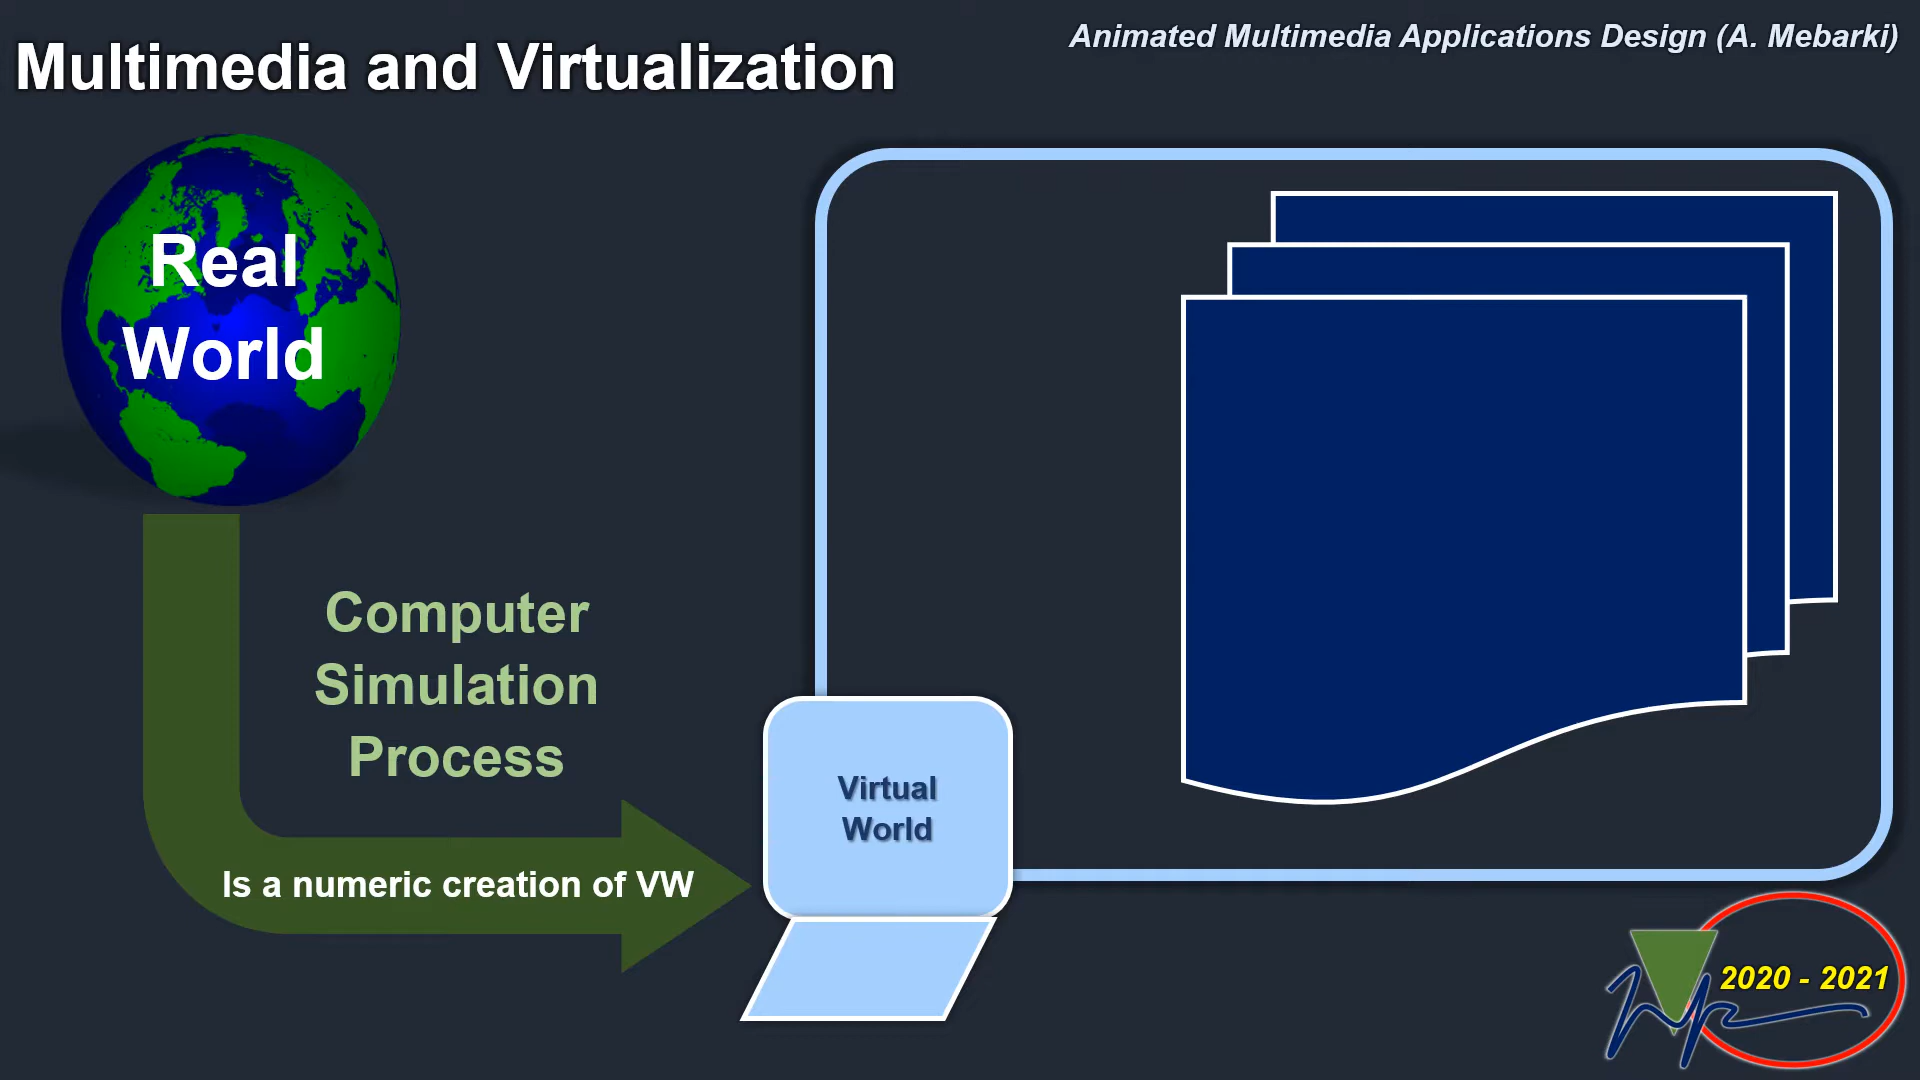 Animated Multimedia Applications Design (A. Mebarki)
Multimedia and Virtualization
Real
World
Computer
Simulation
Process
Is a numeric creation of VW
Virtual
World
2020 - 2021